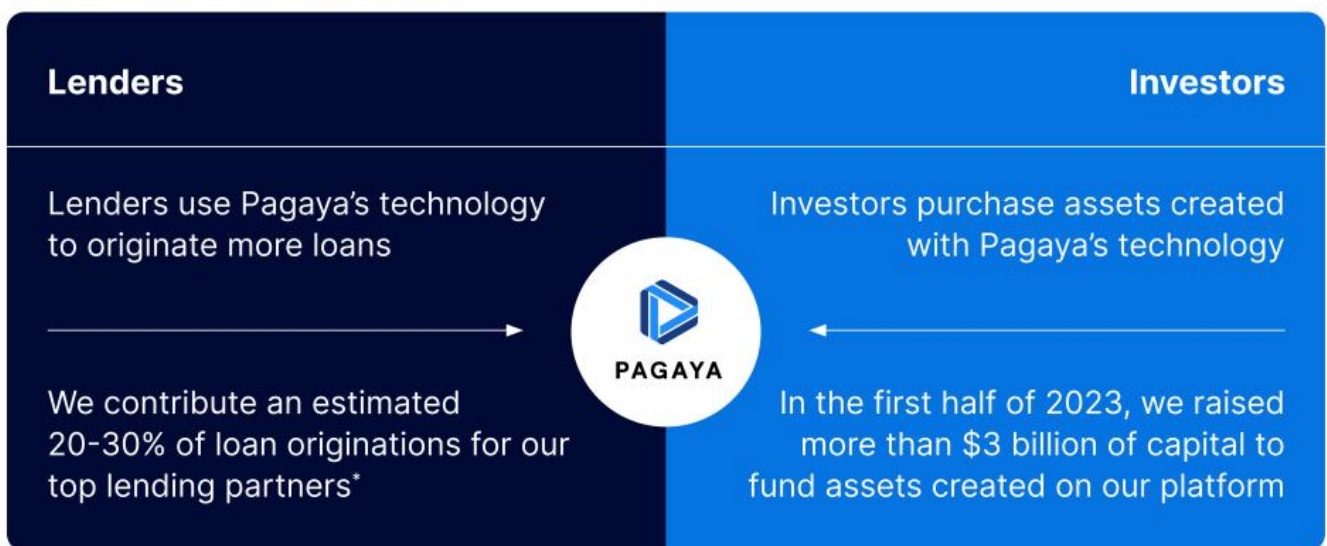 Lenders
Lenders use Pagaya’s technology
to originate more loans
We contribute an estimated
20-30% of loan originations for our
top lending partners*
PAGAYA
Investors
Investors purchase assets created
with Pagaya’s technology
In the first half of 2023, we raised
more than $3 billion of capital to
fund assets created on our platform